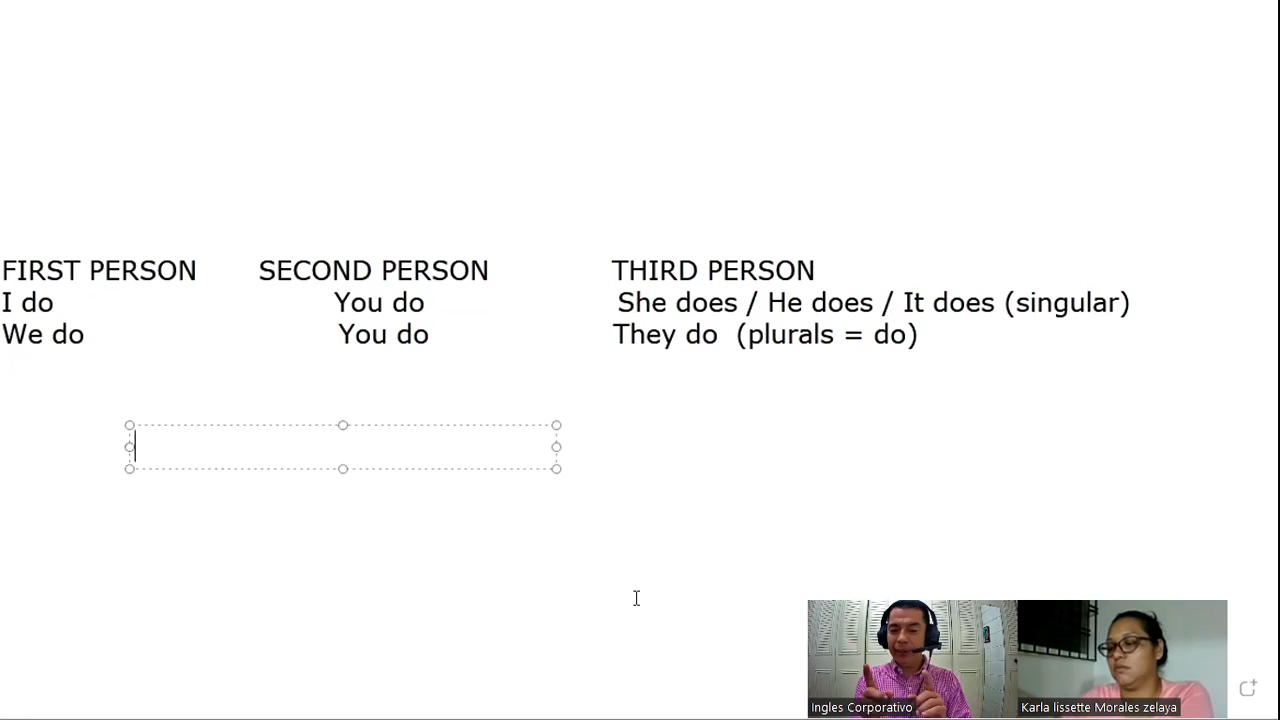 FIRST PERSON SECOND PERSON THIRD PERSON
I do You do She does / He does / It does (singular)
We do You do They do (plurals = do)
Ingles Corporativo Karla lissette Morales zelaya